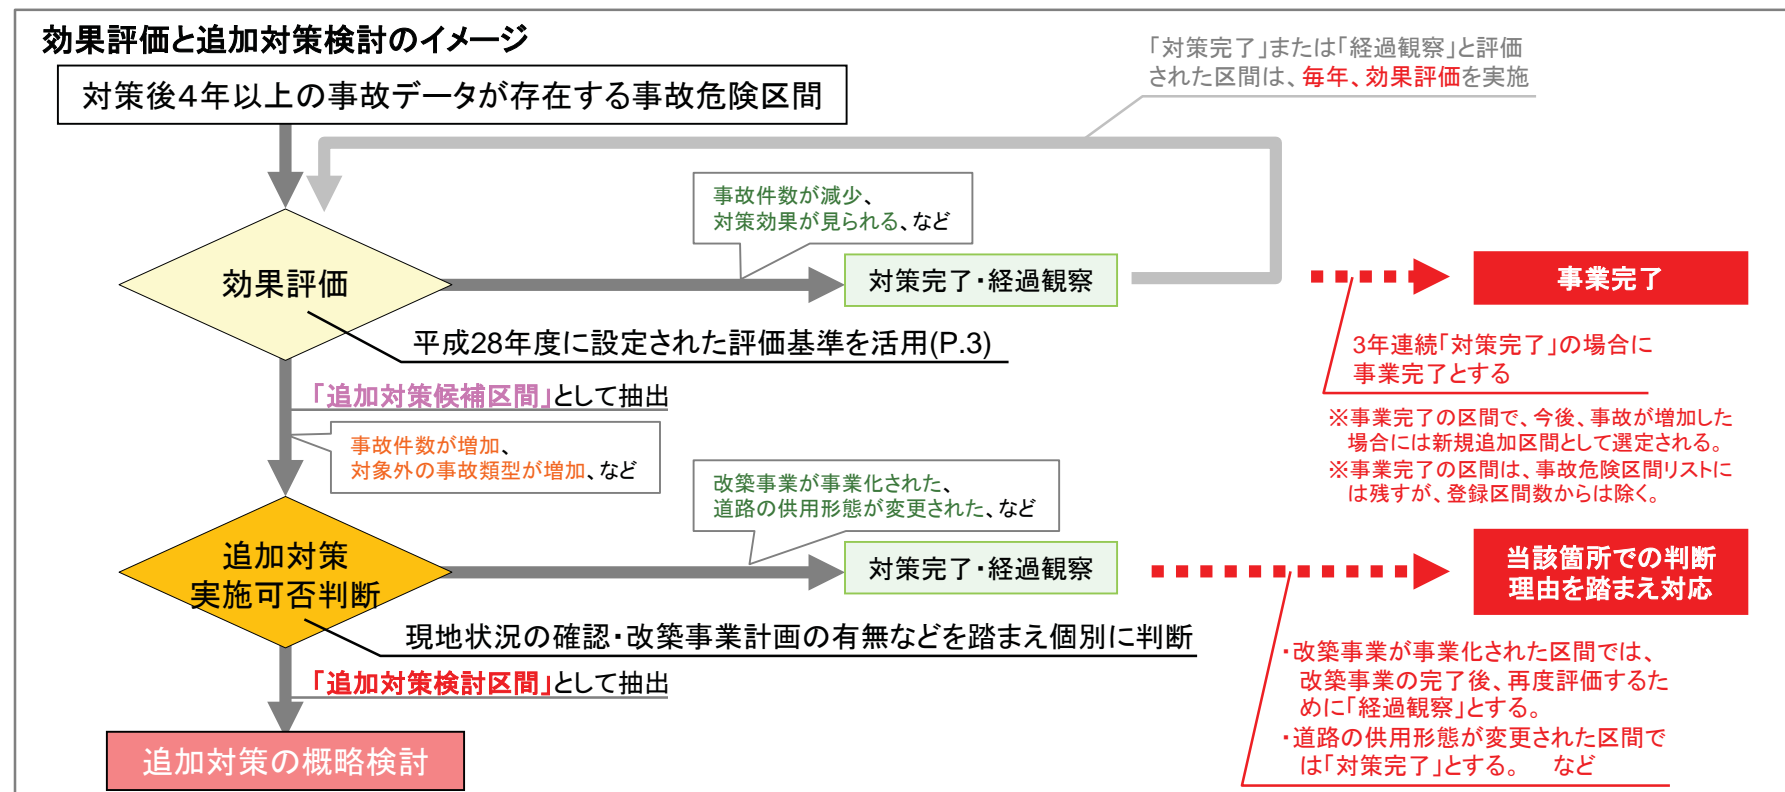 効果評価と追加対策検討のイメージ
対策後4年以上の事故データが存在する事故危険区間
「対策完了」または「経過観察」と評価
された区間は、毎年、効果評価を実施
事故件数が減少、
対策効果が見られる、など
効果評価
対策完了・経過観察
事業完了
平成28年度に設定された評価基準を活用(P.3)
3年連続「対策完了」の場合に
事業完了とする
「追加対策候補区間」として抽出
※事業完了の区間で、今後、事故が増加した
場合には新規追加区間として選定される。
※事業完了の区間は、事故危険区間リストに
は残すが、登録区間数からは除く。
事故件数が増加、
対象外の事故類型が増加、など
改築事業が事業化された、
道路の供用形態が変更された、など
追加対策
実施可否判断
対策完了・経過観察
当該箇所での判断
理由を踏まえ対応
現地状況の確認・改築事業計画の有無などを踏まえ個別に判断
「追加対策検討区間」として抽出
・改築事業が事業化された区間では、
改築事業の完了後、再度評価するた
めに「経過観察」とする。
・道路の供用形態が変更された区間で
は「対策完了」とする。　など
追加対策の概略検討